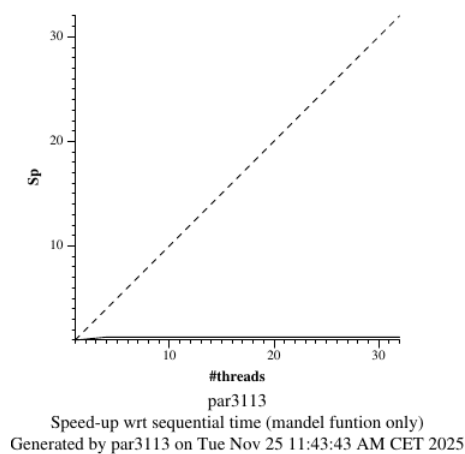 30
20
Sp
10
10 20 30
#threads
par3113
Speed-up wrt sequential time (mandel funtion only)
Generated by par3113 on Tue Nov 25 11:43:43 AM CET 2025